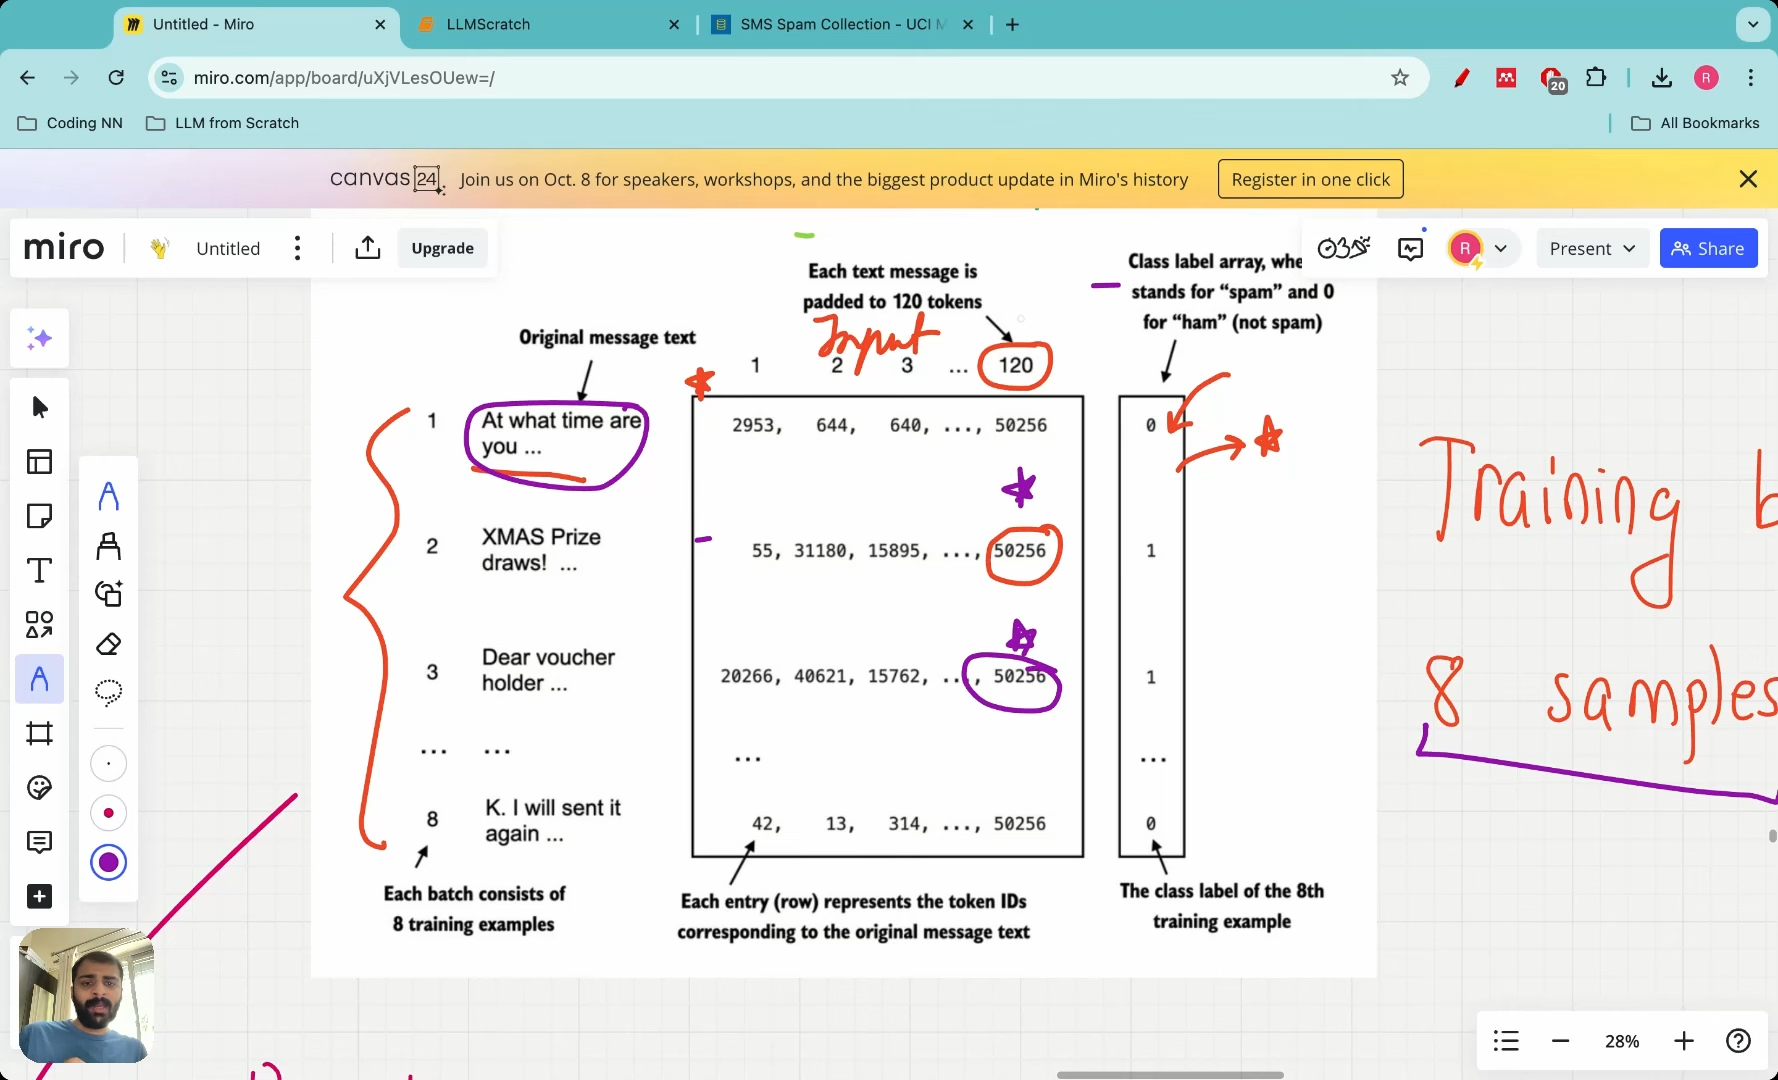 Untitled - Miro
LLMScratch
SMS Spam Collection - UCI M
miro.com/app/board/uXjVLesOUew=/
20
R
Coding NN
LLM from Scratch
All Bookmarks
canvas 24
Join us on Oct. 8 for speakers, workshops, and the biggest product update in Miro's history
Register in one click
miro
Untitled
Upgrade
R
Present
Share
Each text message is
padded to 120 tokens
Class label array, whe
stands for “spam” and 0
for “ham” (not spam)
Original message text
Input
1 2 3 ... 120
1 At what time are
you ...
2953, 644, 640, ..., 50256
0
2 XMAS Prize
draws! ...
55, 31180, 15895, ..., 50256
1
3 Dear voucher
holder ...
20266, 40621, 15762, ..., 50256
1
... ... ... ...
8 K. I will sent it
again ...
42, 13, 314, ..., 50256
0
Each batch consists of
8 training examples
Each entry (row) represents the token IDs
corresponding to the original message text
The class label of the 8th
training example
Training b
8 samples
28%